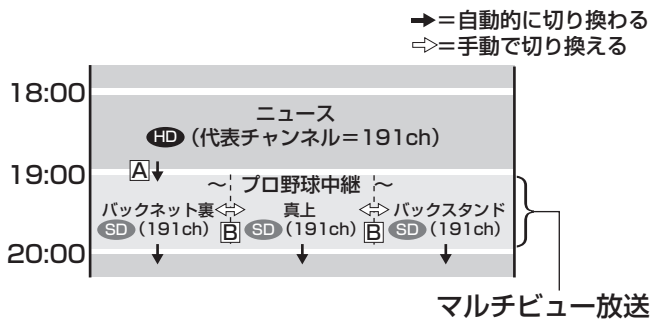 ➔=自動的に切り換わる
⇨=手動で切り換える
18:00
ニュース
HD (代表チャンネル=191ch)
19:00
A
～ プロ野球中継 ～
バックネット裏 真上 バックスタンド
SD (191ch) B SD (191ch) B SD (191ch)
20:00
マルチビュー放送